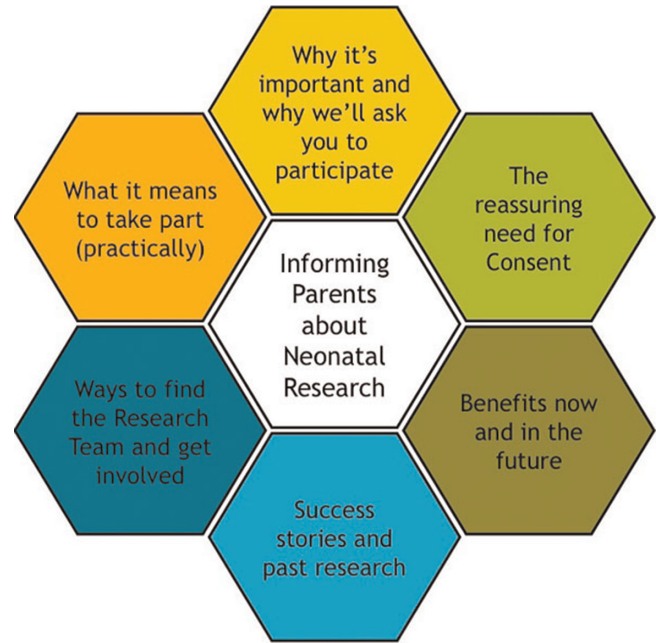 Why it's
important and
why we'll ask
you to
participate
What it means
to take part
(practically)
The
reassuring
need for
Consent
Informing
Parents
about
Neonatal
Research
Ways to find
the Research
Team and get
involved
Benefits now
and in the
future
Success
stories and
past research